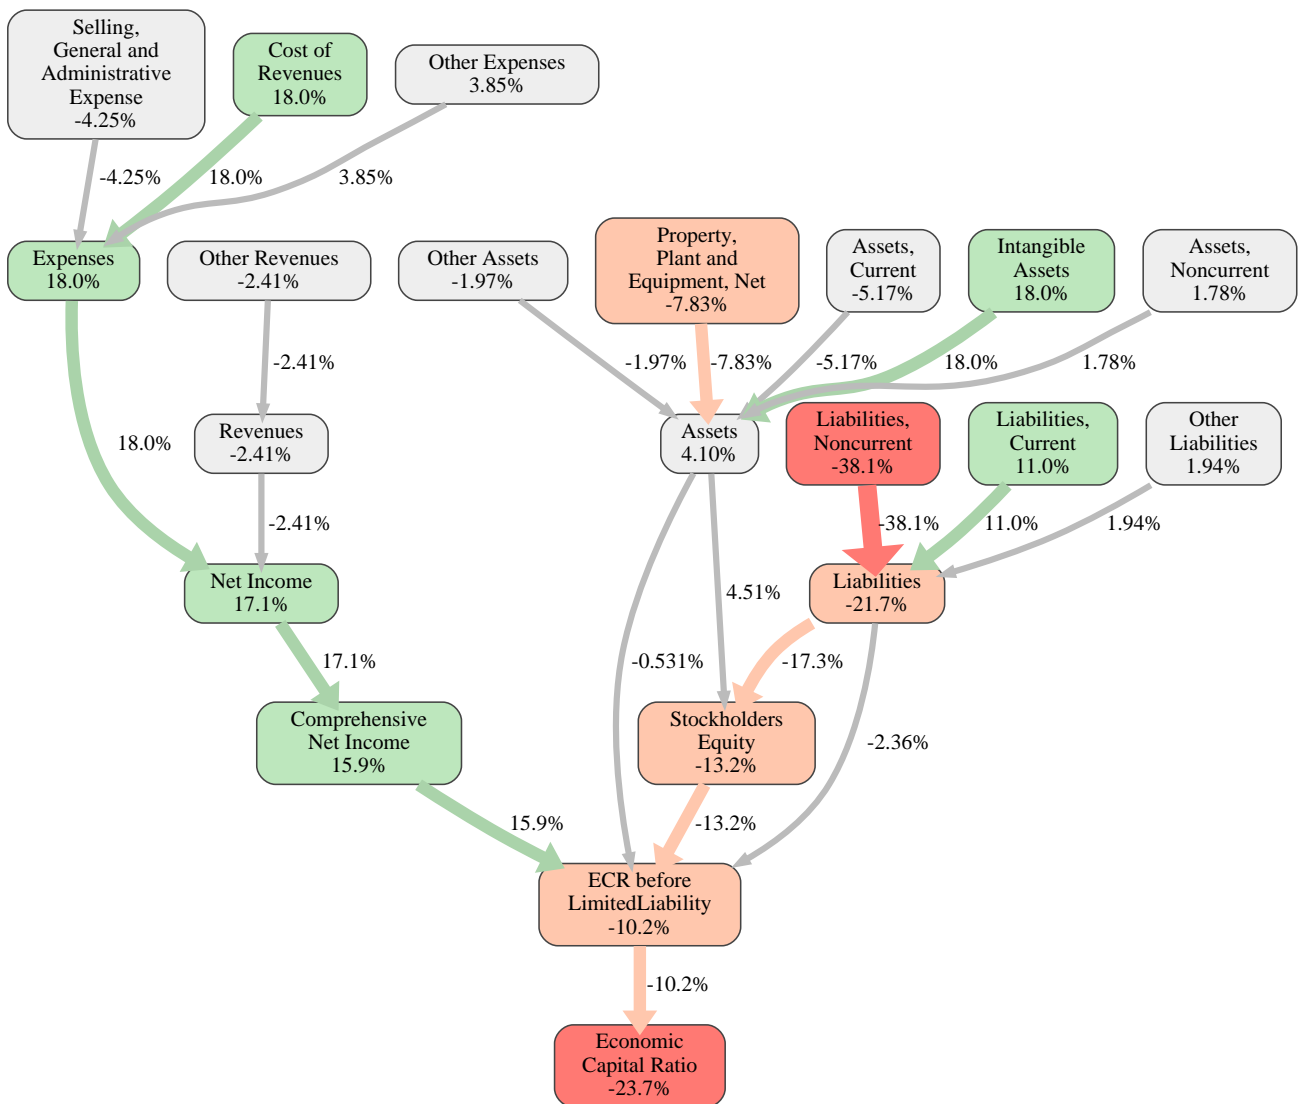 Selling,
General and
Administrative
Expense
-4.25%
Cost of
Revenues
18.0%
Other Expenses
3.85%
-4.25%
18.0%
3.85%
Expenses
18.0%
Other Revenues
-2.41%
Other Assets
-1.97%
Property,
Plant and
Equipment, Net
-7.83%
Assets,
Current
-5.17%
Intangible
Assets
18.0%
Assets,
Noncurrent
1.78%
-2.41%
-1.97%
-7.83%
-5.17%
18.0%
1.78%
18.0%
Revenues
-2.41%
Assets
4.10%
Liabilities,
Noncurrent
-38.1%
Liabilities,
Current
11.0%
Other
Liabilities
1.94%
-2.41%
-38.1%
11.0%
1.94%
Net Income
17.1%
4.51%
Liabilities
-21.7%
17.1%
-0.531%
-17.3%
Comprehensive
Net Income
15.9%
Stockholders
Equity
-13.2%
-2.36%
15.9%
-13.2%
ECR before
LimitedLiability
-10.2%
-10.2%
Economic
Capital Ratio
-23.7%